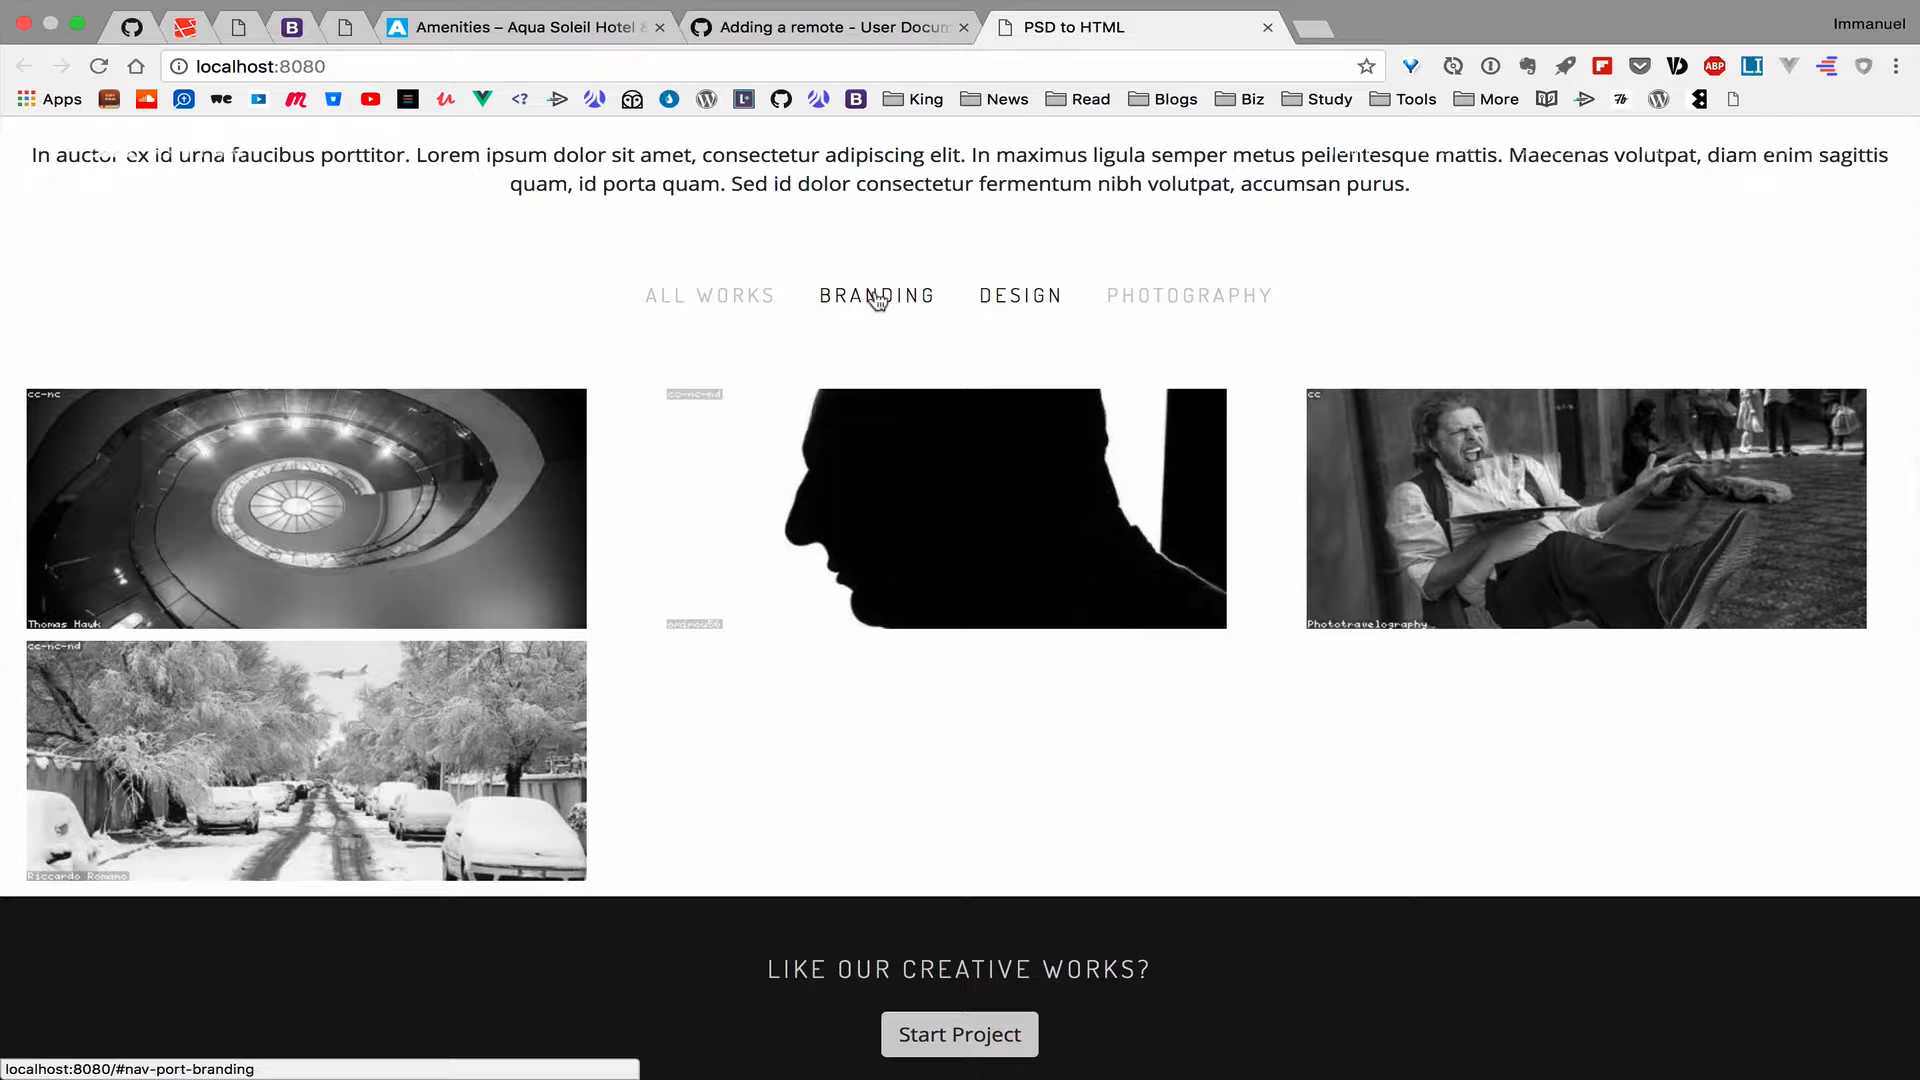 Amenities – Aqua Soleil Hotel &
Adding a remote - User Docum
PSD to HTML
Immanuel
localhost:8080
Apps
King
News
Read
Blogs
Biz
Study
Tools
More
In auctor ex id urna faucibus porttitor. Lorem ipsum dolor sit amet, consectetur adipiscing elit. In maximus ligula semper metus pellentesque mattis. Maecenas volutpat, diam enim sagittis
quam, id porta quam. Sed id dolor consectetur fermentum nibh volutpat, accumsan purus.
ALL WORKS
BRANDING
DESIGN
PHOTOGRAPHY
cc-nc
cc-nc-nd
cc
Thomas Hawk
ominou56
Phototravelography
cc-nc-nd
Riccardo Romano
LIKE OUR CREATIVE WORKS?
Start Project
localhost:8080/#nav-port-branding